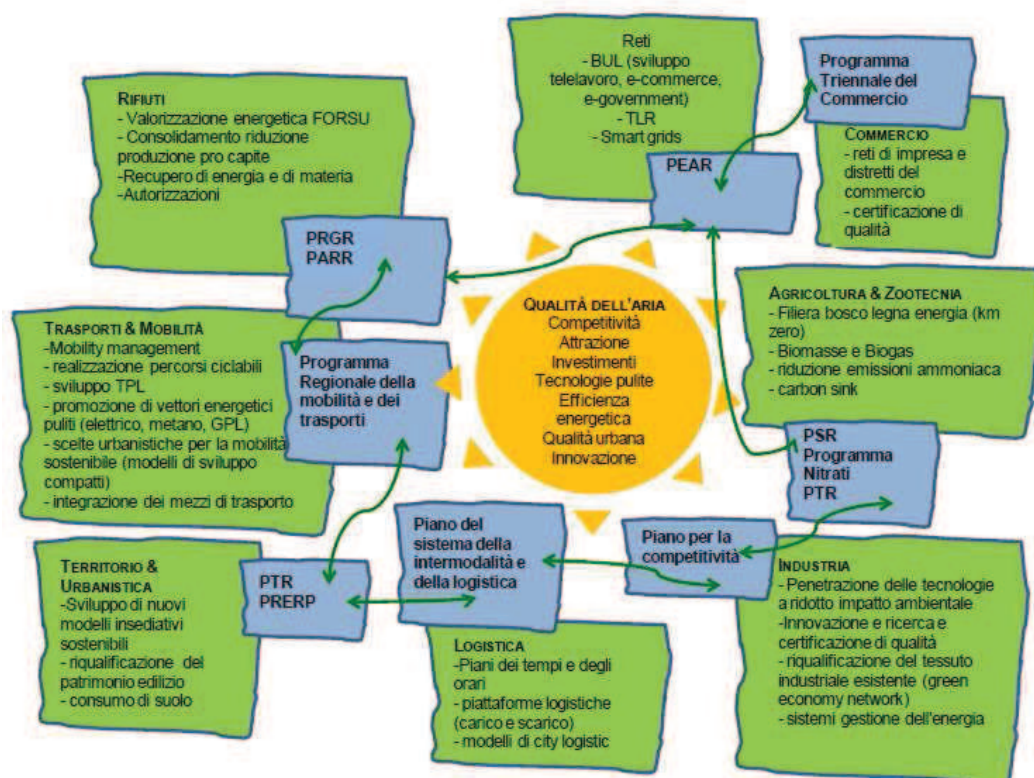 Reti
- BUL (sviluppo
telelavoro, e-commerce,
e-government)
- TLR
- Smart grids
PEAR
Programma
Triennale del
Commercio
COMMERCIO
- reti di impresa e
distretti del
commercio
- certificazione di
qualità
RIFIUTI
- Valorizzazione energetica FORSU
- Consolidamento riduzione
produzione pro capite
-Recupero di energia e di materia
-Autorizzazioni
PRGR
PARR
QUALITÀ DELL'ARIA
Competitività
Attrazione
Investimenti
Tecnologie pulite
Efficienza
energetica
Qualità urbana
Innovazione
AGRICOLTURA & ZOOTECNIA
- Filiera bosco legna energia (km
zero)
- Biomasse e Biogas
- riduzione emissioni ammoniaca
- carbon sink
PSR
Programma
Nitrati
PTR
TRASPORTI & MOBILITÀ
-Mobility management
- realizzazione percorsi ciclabili
- sviluppo TPL
- promozione di vettori energetici
puliti (elettrico, metano, GPL)
- scelte urbanistiche per la mobilità
sostenibile (modelli di sviluppo
compatti)
- integrazione dei mezzi di trasporto
Programma
Regionale della
mobilità e dei
trasporti
TERRITORIO &
URBANISTICA
-Sviluppo di nuovi
modelli insediativi
sostenibili
- riqualificazione del
patrimonio edilizio
- consumo di suolo
PTR
PRERP
Piano del
sistema della
intermodalità e
della logistica
LOGISTICA
-Piani dei tempi e degli
orari
- piattaforme logistiche
(carico e scarico)
- modelli di city logistic
Piano per la
competitività
INDUSTRIA
- Penetrazione delle tecnologie
a ridotto impatto ambientale
-Innovazione e ricerca e
certificazione di qualità
- riqualificazione del tessuto
industriale esistente (green
economy network)
- sistemi gestione dell'energia